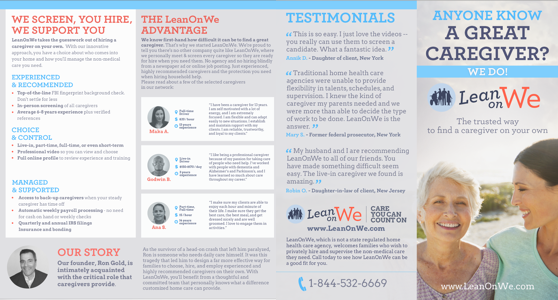 WE SCREEN, YOU HIRE,
WE SUPPORT YOU
LeanOnWe takes the guesswork out of hiring a
caregiver on your own. With our innovative
approach, you have a choice about who comes into
your home and how you'll manage the non-medical
care you need.
EXPERIENCED
& RECOMMENDED
• Top-of-the-line FBI fingerprint background check.
Don't settle for less
• In-person screening of all caregivers
• Average 8-years experience plus verified
references
CHOICE
& CONTROL
• Live-in, part-time, full-time, or even short-term
• Professional video so you can view and choose
• Full online profile to review experience and training
MANAGED
& SUPPORTED
• Access to back-up caregivers when your steady
caregiver has time off
• Automatic weekly payroll processing - no need
for cash on hand or weekly checks
• Quarterly and annual IRS filings
Insurance and bonding
OUR STORY
Our founder, Ron Gold, is
intimately acquainted
with the critical role that
caregivers provide.
THE LeanOnWe
ADVANTAGE
We know first-hand how difficult it can be to find a great
caregiver. That's why we started LeanOnWe. We're proud to
tell you there's no other company quite like LeanOnWe, where
we personally meet & screen every caregiver so they are ready
for hire when you need them. No agency and no hiring blindly
from a newspaper ad or online job posting. Just experienced,
highly recommended caregivers and the protection you need
when hiring household help.
Please read about a few of the selected caregivers
in our network:
Maka A.
"I have been a caregiver for 13 years.
I am self-motivated with a lot of
energy, and I am extremely
focused. I am flexible and can adapt
easily to new situations. I establish
and maintain rapport with my
clients. I am reliable, trustworthy,
and loyal to my clients."
Godwin B.
"I like being a professional caregiver
because of my passion for taking care
of people who need help. I've worked
with people with dementia and
Alzheimer's and Parkinson's, and I
have learned so much about care
throughout my career."
Ana S.
"I make sure my clients are able to
enjoy each hour and minute of
their life. I make sure they get the
best care, the best meal, and get
dressed nicely and are well
groomed. I love to engage them in
activities."
As the survivor of a head-on crash that left him paralyzed,
Ron is someone who needs daily care himself. It was this
tragedy that led him to design a far more effective way for
families to choose, hire, and employ experienced and
highly recommended caregivers on their own. With
LeanOnWe, you'll benefit from a thoughtful and
committed team that personally knows what a difference
customized home care can provide.
TESTIMONIALS
“ This is so easy. I just love the videos --
you really can use them to screen a
candidate. What a fantastic idea. ”
Rozik D. - Daughter of client, New York
“ Traditional home health care
agencies were unable to provide
flexibility in talents, schedules, and
supervision. I knew the kind of
caregiver my parents needed and we
were more than able to decide the type
of work to be done. LeanOnWe is the
answer. ”
Mary S. - Former federal prosecutor, New York
“ My husband and I are recommending
LeanOnWe to all of our friends. You
have made something difficult seem
easy. The live-in caregiver we found is
amazing. ”
Robin O. - Daughter-in-law of client, New Jersey
Lean
on We
CARE
YOU CAN
COUNT ON
www.LeanOnWe.com
LeanOnWe, which is not a state regulated home
health care agency, welcomes families who wish to
privately hire and supervise the non-medical care
they need. Call today to see how LeanOnWe can be
a good fit for you.
1-844-532-6669
ANYONE KNOW
A GREAT
CAREGIVER?
WE DO!
Lean
on We
The trusted way
to find a caregiver on your own
www.LeanOnWe.com